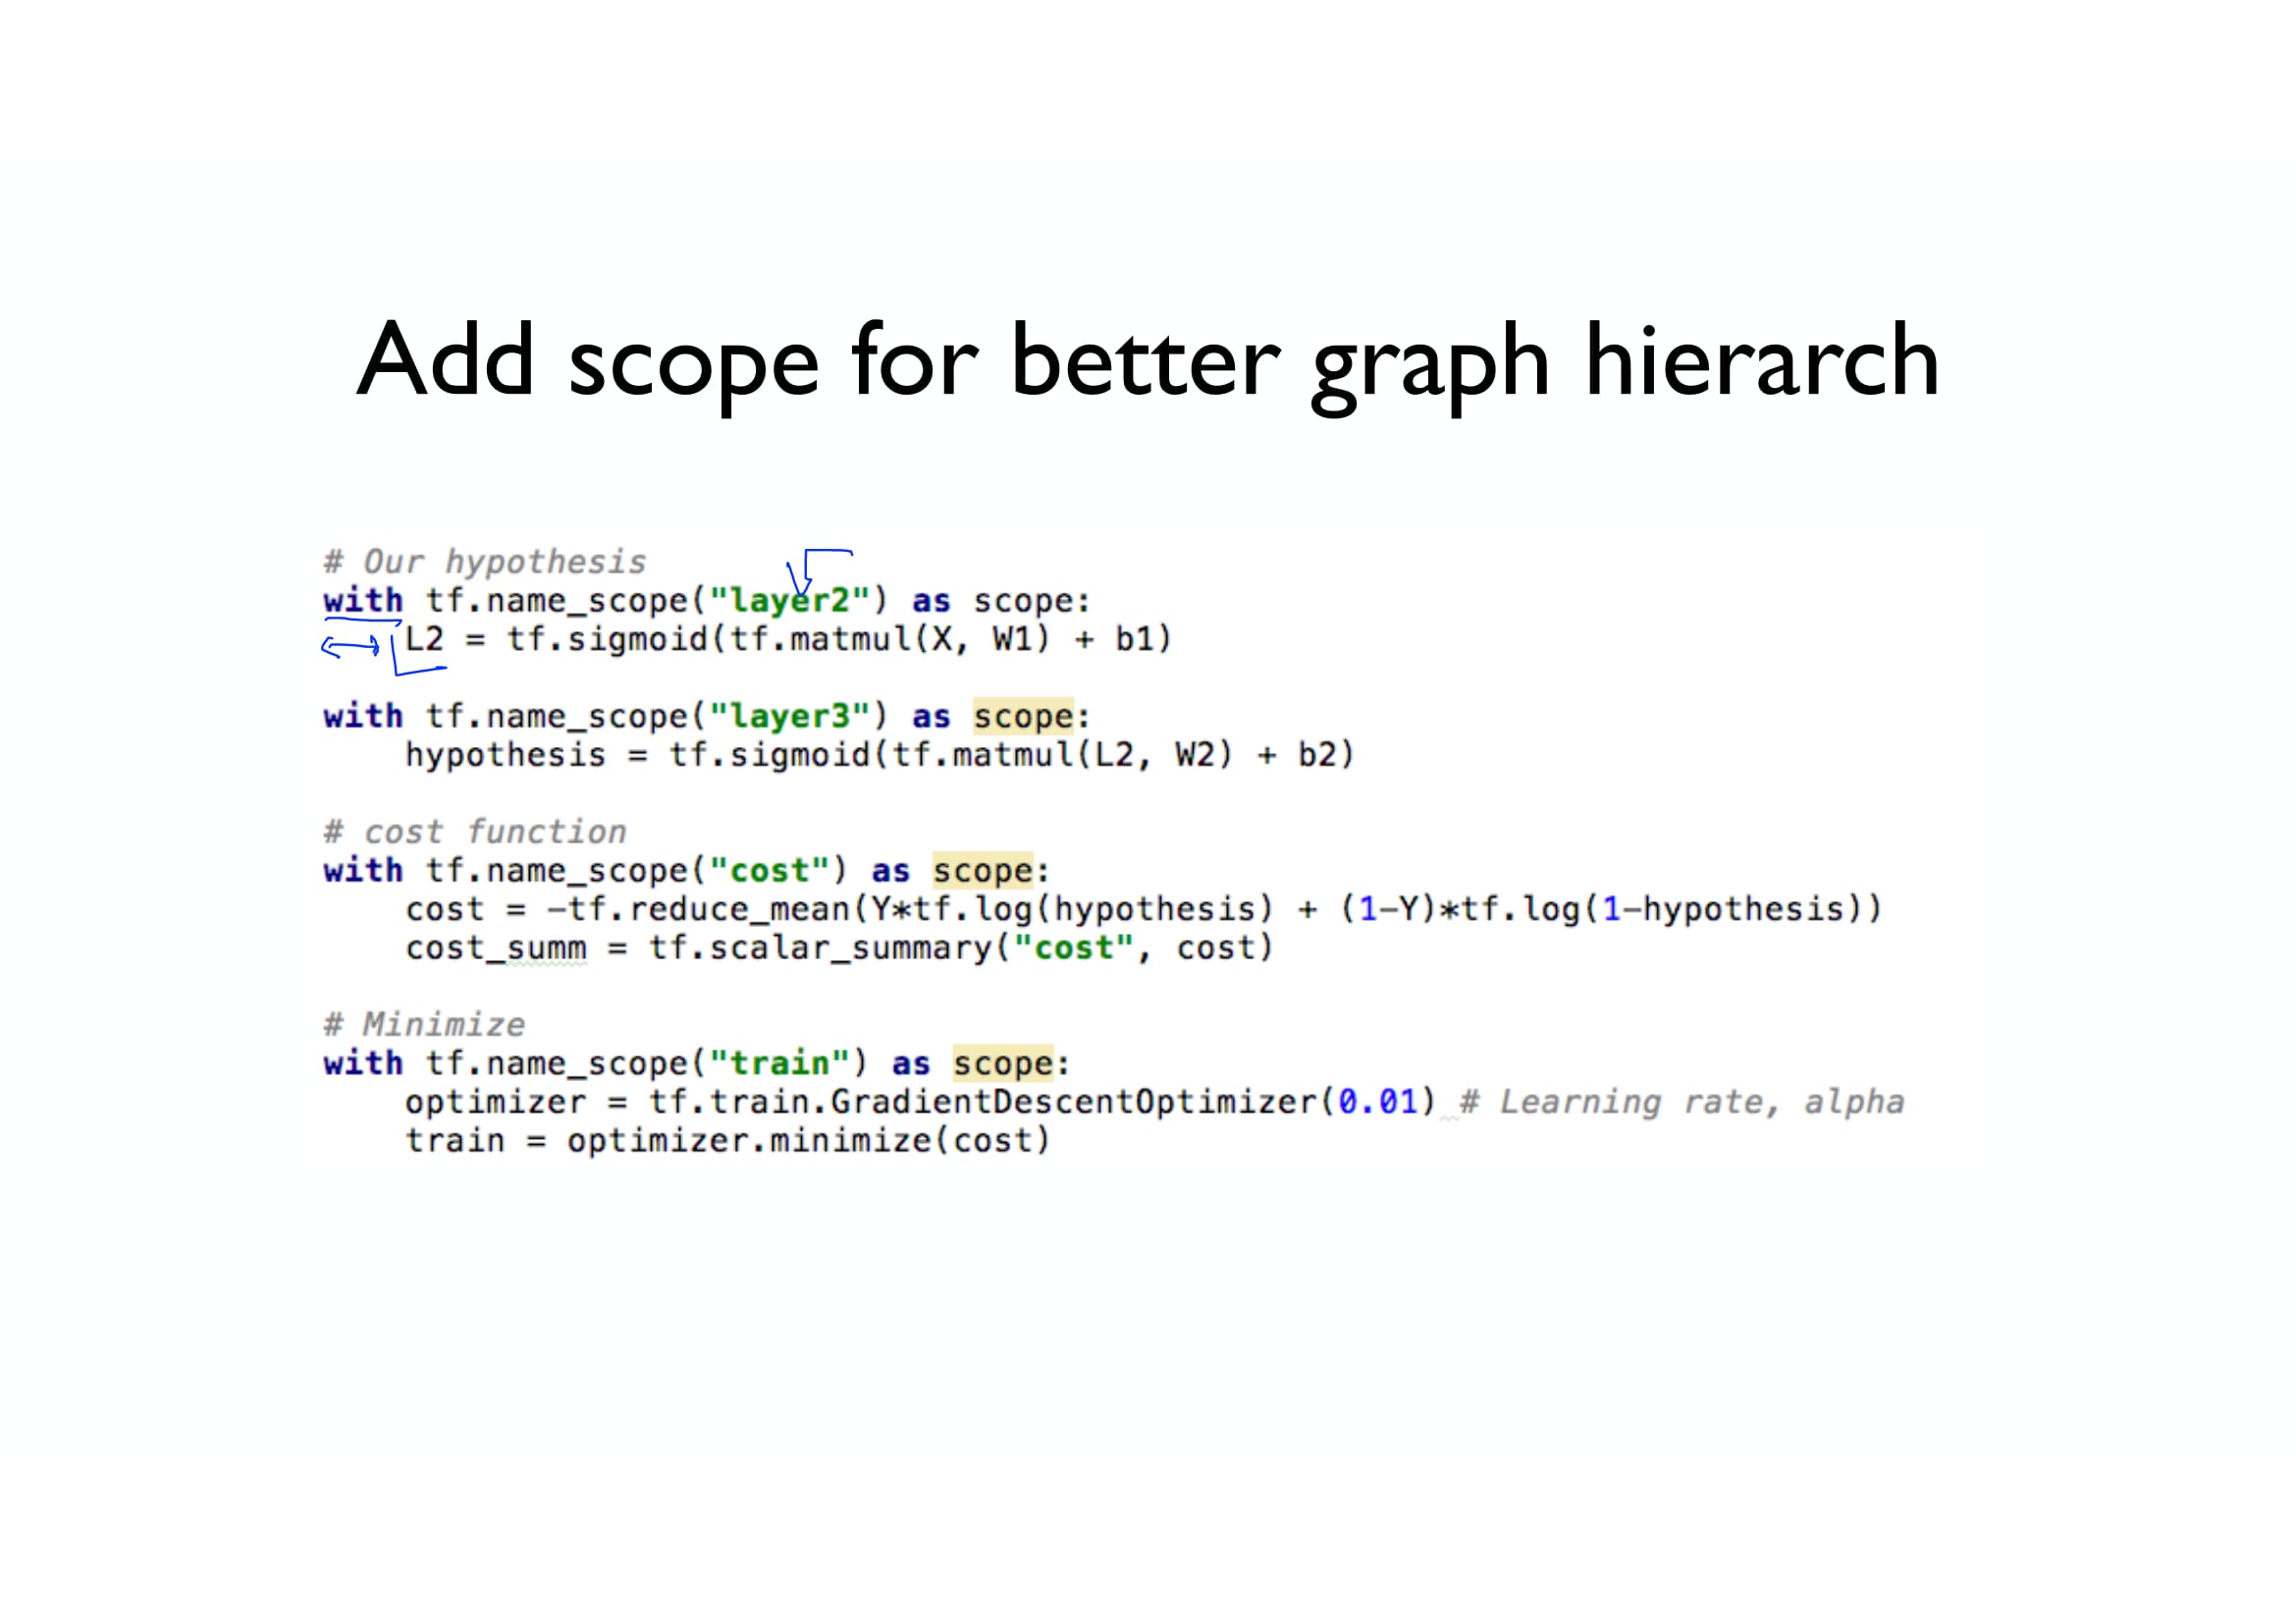 Add scope for better graph hierarch
# Our hypothesis
with tf.name_scope("layer2") as scope:
    L2 = tf.sigmoid(tf.matmul(X, W1) + b1)
with tf.name_scope("layer3") as scope:
    hypothesis = tf.sigmoid(tf.matmul(L2, W2) + b2)
# cost function
with tf.name_scope("cost") as scope:
    cost = -tf.reduce_mean(Y*tf.log(hypothesis) + (1-Y)*tf.log(1-hypothesis))
    cost_summ = tf.scalar_summary("cost", cost)
# Minimize
with tf.name_scope("train") as scope:
    optimizer = tf.train.GradientDescentOptimizer(0.01) # Learning rate, alpha
    train = optimizer.minimize(cost)